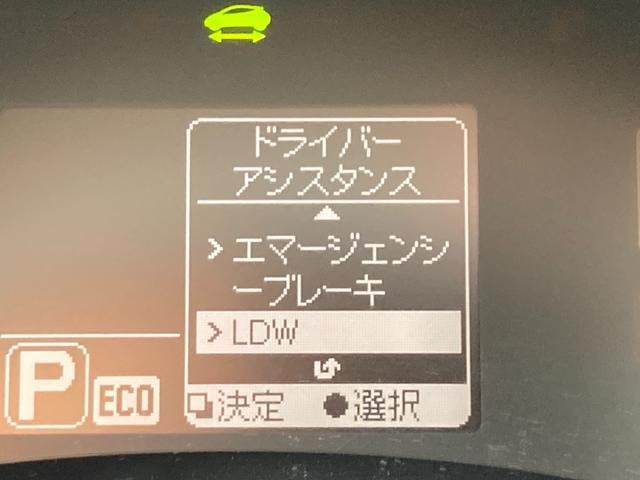 ドライバー
アシスタンス
> エマージェンシ
ーブレーキ
> LDW
P
ECO
決定 選択